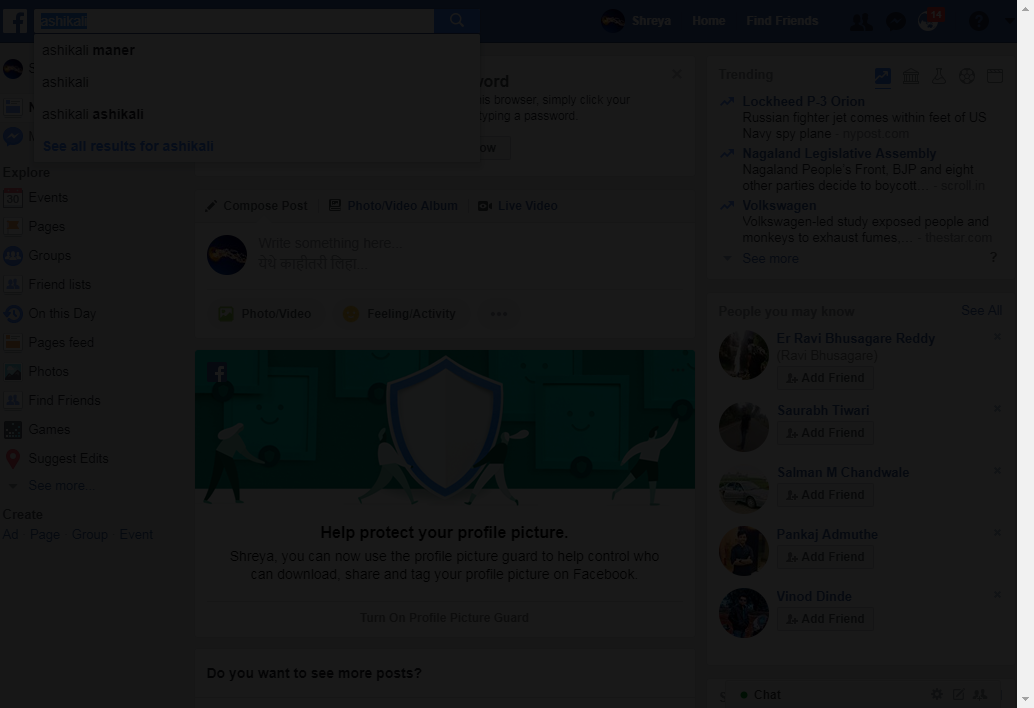 ashikali
Shreya
Home
Find Friends
14
?
ashikali maner
ashikali
ashikali ashikali
See all results for ashikali
word
is browser, simply click your
typing a password.
ow
Explore
30 Events
Pages
Groups
Friend lists
On this Day
Pages feed
Photos
Find Friends
Games
Suggest Edits
See more...
Create
Ad · Page · Group · Event
Compose Post
Photo/Video Album
Live Video
Write something here...
येथे काहीतरी लिहा...
Photo/Video
Feeling/Activity
Help protect your profile picture.
Shreya, you can now use the profile picture guard to help control who
can download, share and tag your profile picture on Facebook.
Turn On Profile Picture Guard
Do you want to see more posts?
Trending
Lockheed P-3 Orion
Russian fighter jet comes within feet of US
Navy spy plane · nypost.com
Nagaland Legislative Assembly
Nagaland People's Front, BJP and eight
other parties decide to boycott... · scroll.in
Volkswagen
Volkswagen-led study exposed people and
monkeys to exhaust fumes,... · thestar.com
See more
?
People you may know
See All
Er Ravi Bhusagare Reddy
(Ravi Bhusagare)
Add Friend
Saurabh Tiwari
Add Friend
Salman M Chandwale
Add Friend
Pankaj Admuthe
Add Friend
Vinod Dinde
Add Friend
Chat